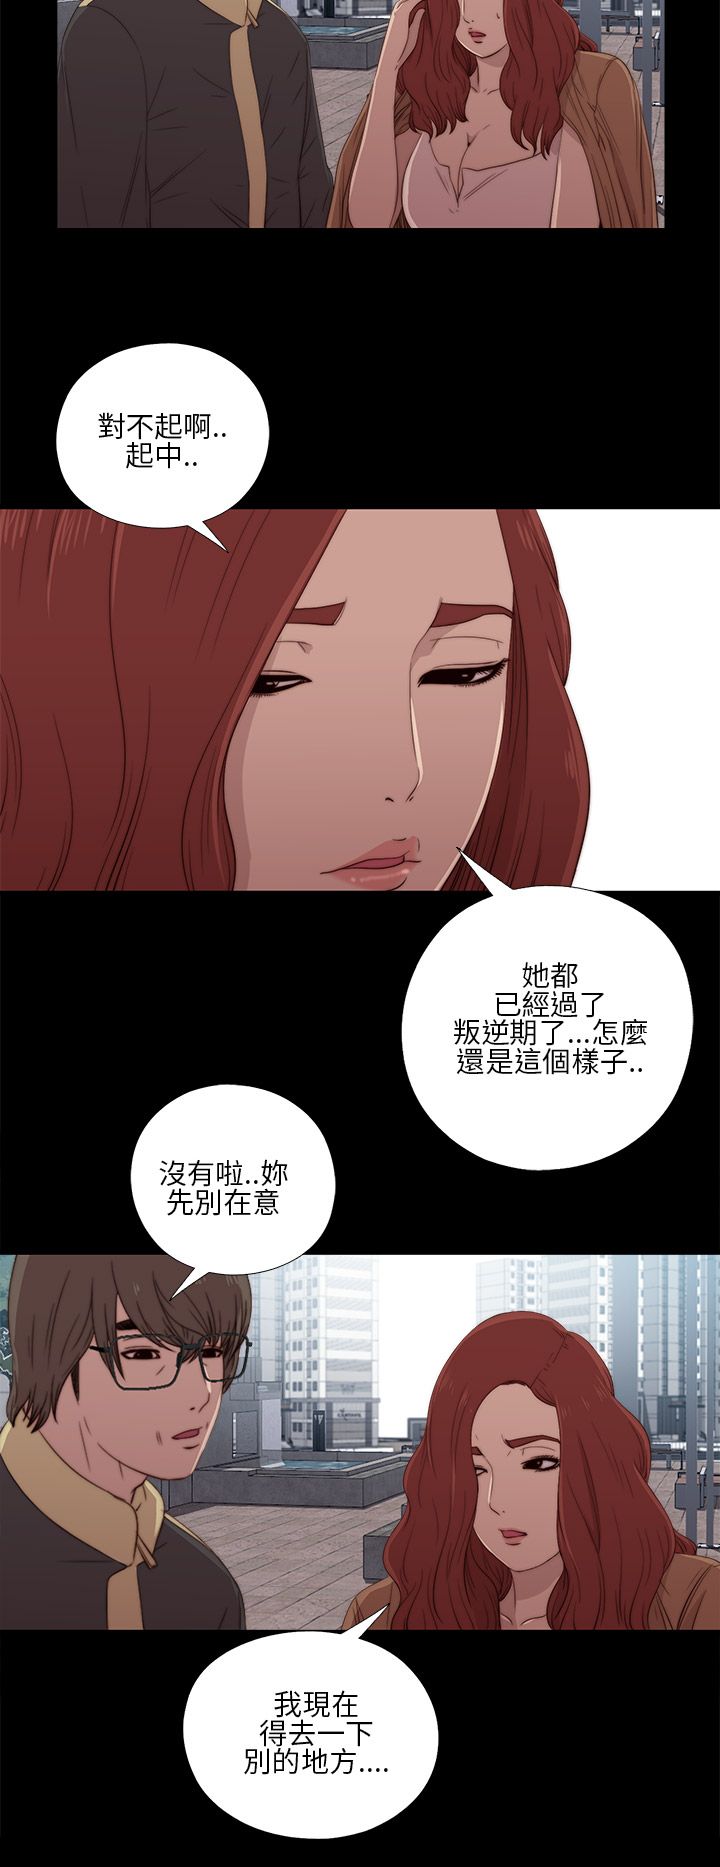 對不起啊..
起中..
她都
已經過了
叛逆期了...怎麼
還是這個樣子..
沒有啦..妳
先別在意
我現在
得去一下
別的地方....